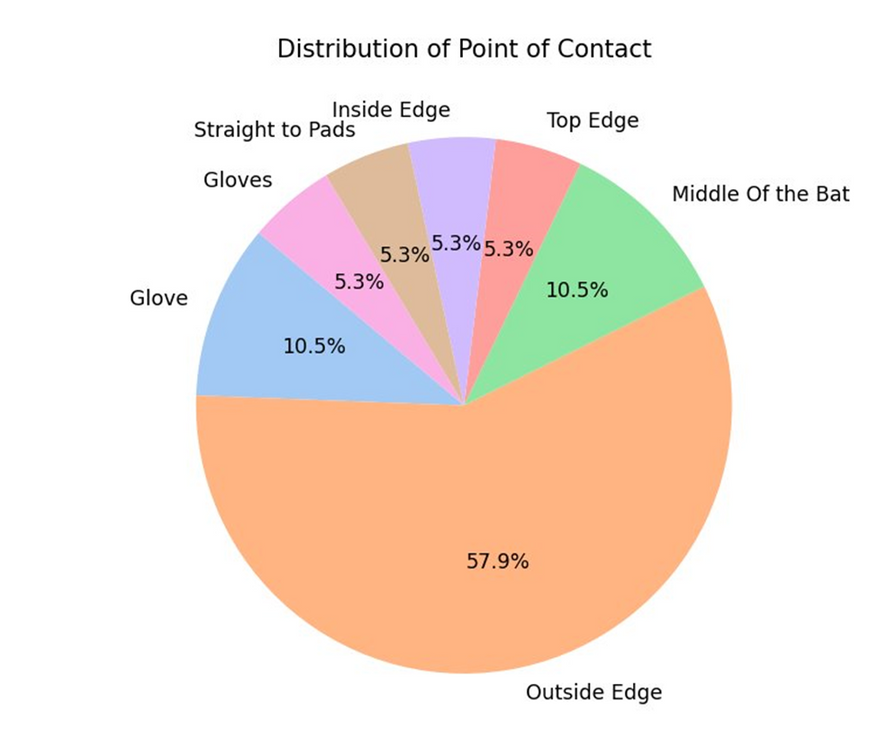 Distribution of Point of Contact
Inside Edge
Top Edge
Straight to Pads
Gloves
Middle Of the Bat
5.3%
5.3%
5.3%
5.3%
10.5%
Glove
10.5%
57.9%
Outside Edge